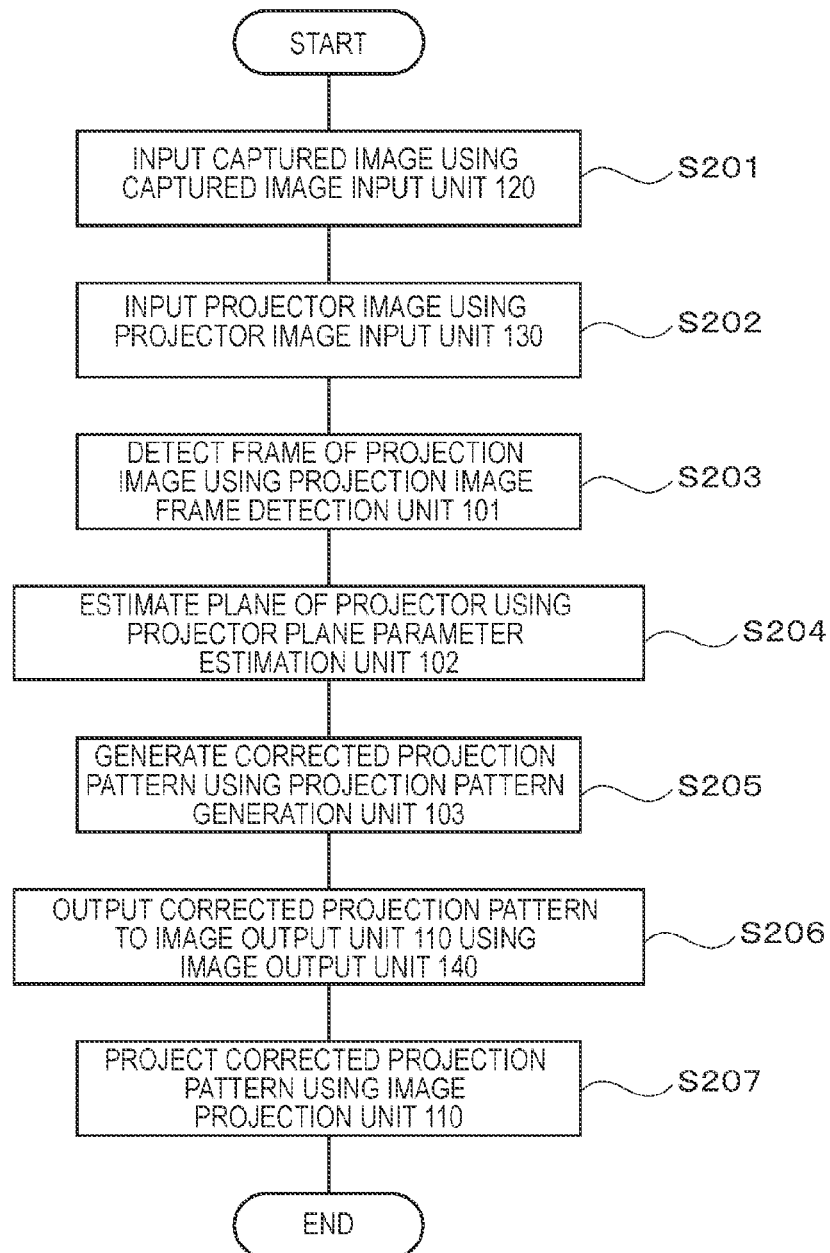 START
INPUT CAPTURED IMAGE USING
CAPTURED IMAGE INPUT UNIT 120
S201
INPUT PROJECTOR IMAGE USING
PROJECTOR IMAGE INPUT UNIT 130
S202
DETECT FRAME OF PROJECTION
IMAGE USING PROJECTION IMAGE
FRAME DETECTION UNIT 101
S203
ESTIMATE PLANE OF PROJECTOR USING
PROJECTOR PLANE PARAMETER
ESTIMATION UNIT 102
S204
GENERATE CORRECTED PROJECTION
PATTERN USING PROJECTION PATTERN
GENERATION UNIT 103
S205
OUTPUT CORRECTED PROJECTION PATTERN
TO IMAGE OUTPUT UNIT 110 USING
IMAGE OUTPUT UNIT 140
S206
PROJECT CORRECTED PROJECTION
PATTERN USING IMAGE
PROJECTION UNIT 110
S207
END